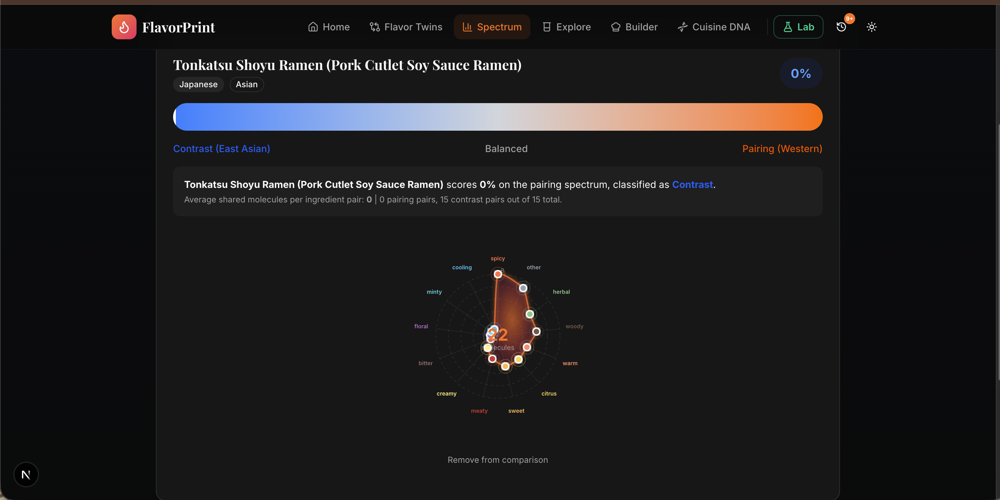 FlavorPrint
Home
Flavor Twins
Spectrum
Explore
Builder
Cuisine DNA
Lab
9+
Tonkatsu Shoyu Ramen (Pork Cutlet Soy Sauce Ramen)
0%
Japanese
Asian
Contrast (East Asian)
Balanced
Pairing (Western)
Tonkatsu Shoyu Ramen (Pork Cutlet Soy Sauce Ramen) scores 0% on the pairing spectrum, classified as Contrast.
Average shared molecules per ingredient pair: 0 | 0 pairing pairs, 15 contrast pairs out of 15 total.
spicy
cooling
other
8
minty
herbal
floral
woody
22
molecules
bitter
warm
creamy
citrus
meaty
sweet
Remove from comparison
N